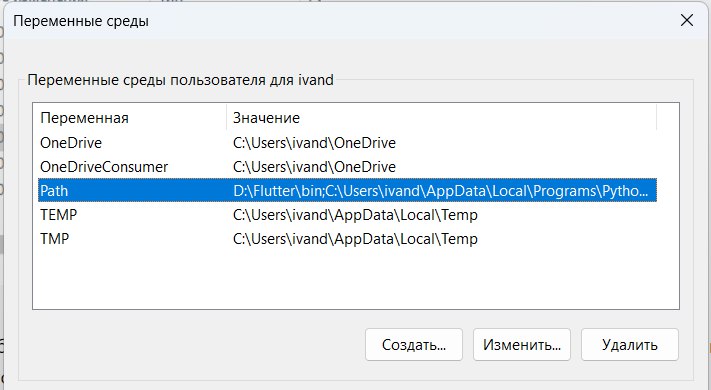 Переменные среды
Переменные среды пользователя для ivand
Переменная Значение
OneDrive C:\Users\ivand\OneDrive
OneDriveConsumer C:\Users\ivand\OneDrive
Path D:\Flutter\bin;C:\Users\ivand\AppData\Local\Programs\Pytho...
TEMP C:\Users\ivand\AppData\Local\Temp
TMP C:\Users\ivand\AppData\Local\Temp
Создать... Изменить... Удалить